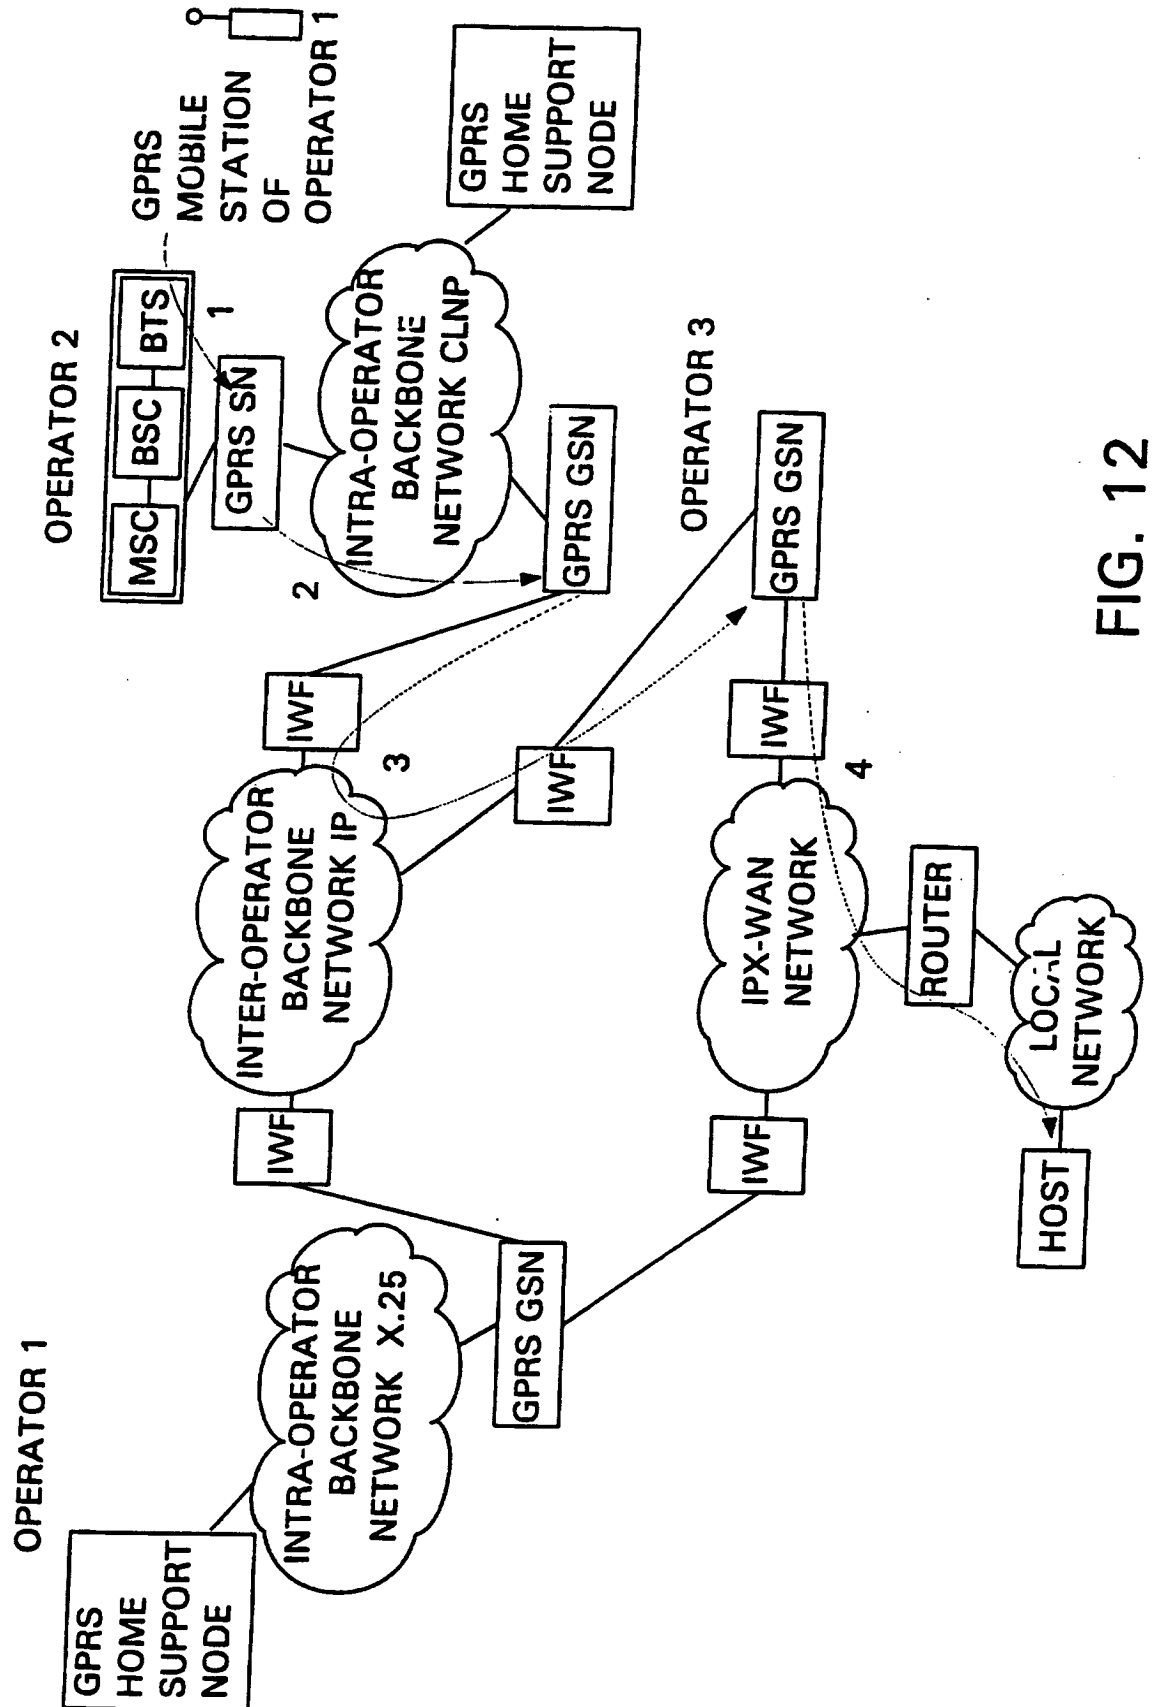 OPERATOR 1
GPRS
HOME
SUPPORT
NODE
INTRA-OPERATOR
BACKBONE
NETWORK X.25
GPRS GSN
IWF
INTER-OPERATOR
BACKBONE
NETWORK IP
IWF
3
IWF
OPERATOR 2
MSC
BSC
BTS
1
GPRS SN
2
GPRS
MOBILE
STATION
OF
OPERATOR 1
INTRA-OPERATOR
BACKBONE
NETWORK CLNP
GPRS
HOME
SUPPORT
NODE
GPRS GSN
OPERATOR 3
GPRS GSN
IWF
IPX-WAN
NETWORK
IWF
4
ROUTER
LOCAL
NETWORK
HOST
FIG. 12